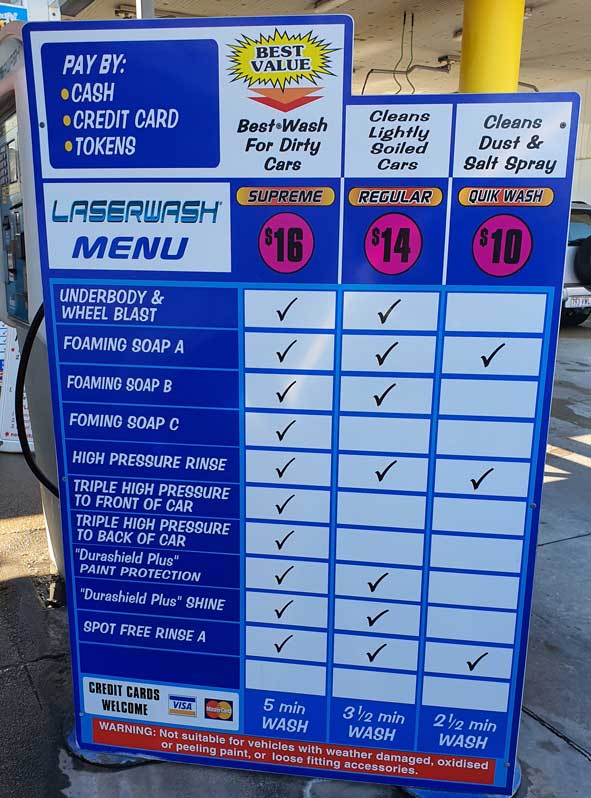 PAY BY:
• CASH
• CREDIT CARD
• TOKENS
BEST
VALUE
Best Wash
For Dirty
Cars
Cleans
Lightly
Soiled
Cars
Cleans
Dust &
Salt Spray
LASERWASH
MENU
SUPREME
$16
REGULAR
$14
QUIK WASH
$10
UNDERBODY &
WHEEL BLAST ✓ ✓
FOAMING SOAP A ✓ ✓ ✓
FOAMING SOAP B ✓ ✓
FOMING SOAP C ✓
HIGH PRESSURE RINSE ✓ ✓ ✓
TRIPLE HIGH PRESSURE
TO FRONT OF CAR ✓
TRIPLE HIGH PRESSURE
TO BACK OF CAR ✓
"Durashield Plus"
PAINT PROTECTION ✓ ✓
"Durashield Plus" SHINE ✓ ✓
SPOT FREE RINSE A ✓ ✓ ✓
CREDIT CARDS
WELCOME
VISA
MasterCard
5 min
WASH
3 1/2 min
WASH
2 1/2 min
WASH
WARNING: Not suitable for vehicles with weather damaged, oxidised
or peeling paint, or loose fitting accessories.